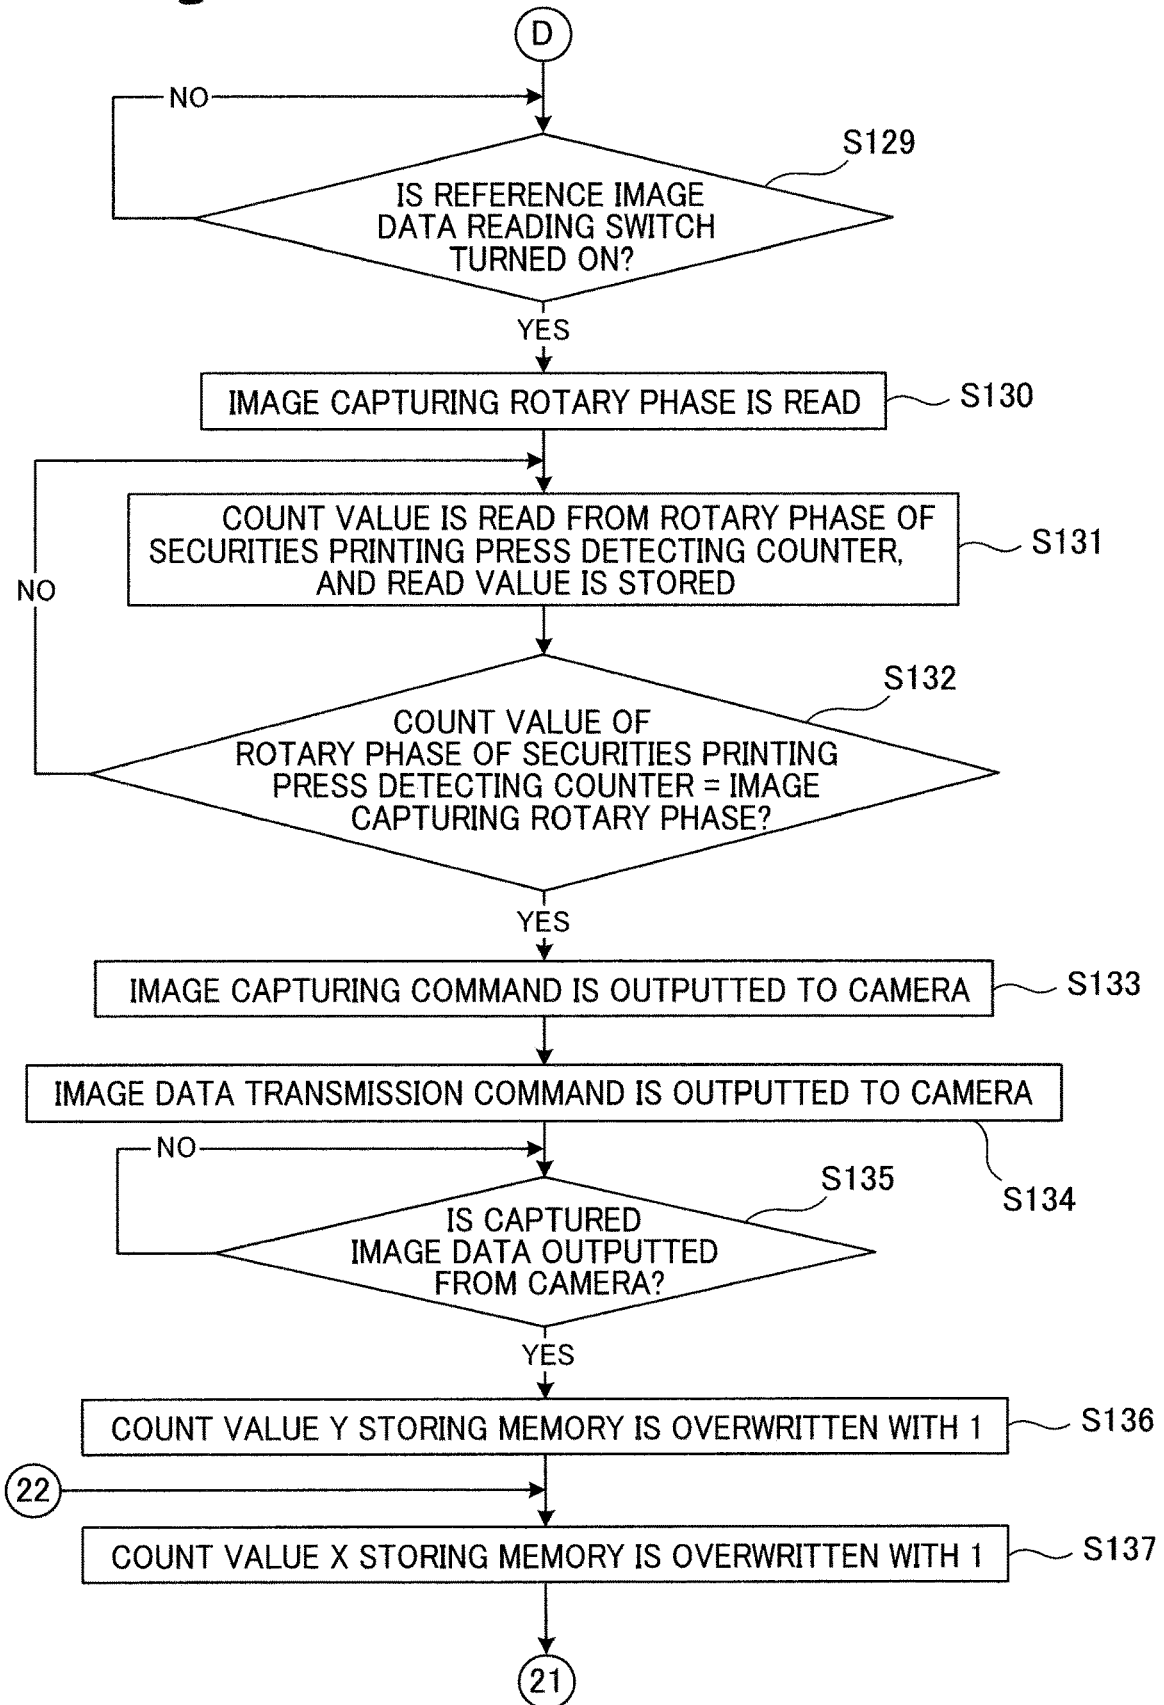 D
NO
S129
IS REFERENCE IMAGE
DATA READING SWITCH
TURNED ON?
YES
IMAGE CAPTURING ROTARY PHASE IS READ
S130
COUNT VALUE IS READ FROM ROTARY PHASE OF
SECURITIES PRINTING PRESS DETECTING COUNTER,
AND READ VALUE IS STORED
S131
NO
S132
COUNT VALUE OF
ROTARY PHASE OF SECURITIES PRINTING
PRESS DETECTING COUNTER = IMAGE
CAPTURING ROTARY PHASE?
YES
IMAGE CAPTURING COMMAND IS OUTPUTTED TO CAMERA
S133
IMAGE DATA TRANSMISSION COMMAND IS OUTPUTTED TO CAMERA
S134
NO
S135
IS CAPTURED
IMAGE DATA OUTPUTTED
FROM CAMERA?
YES
COUNT VALUE Y STORING MEMORY IS OVERWRITTEN WITH 1
S136
22
COUNT VALUE X STORING MEMORY IS OVERWRITTEN WITH 1
S137
21